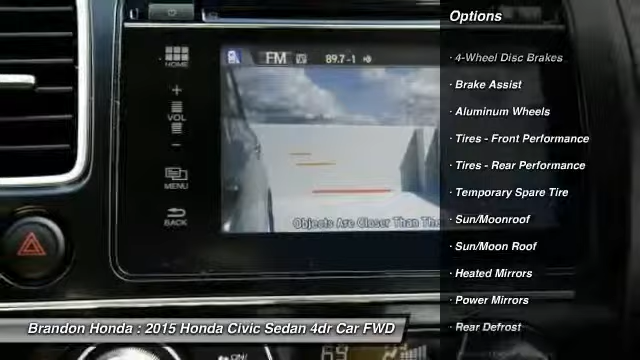 Options
FM
89.7-1
HOME
+
VOL
-
MENU
BACK
Objects Are Closer Than The
· 4-Wheel Disc Brakes
· Brake Assist
· Aluminum Wheels
· Tires - Front Performance
· Tires - Rear Performance
· Temporary Spare Tire
· Sun/Moonroof
· Sun/Moon Roof
· Heated Mirrors
· Power Mirrors
· Rear Defrost
Brandon Honda : 2015 Honda Civic Sedan 4dr Car FWD
ON/
69